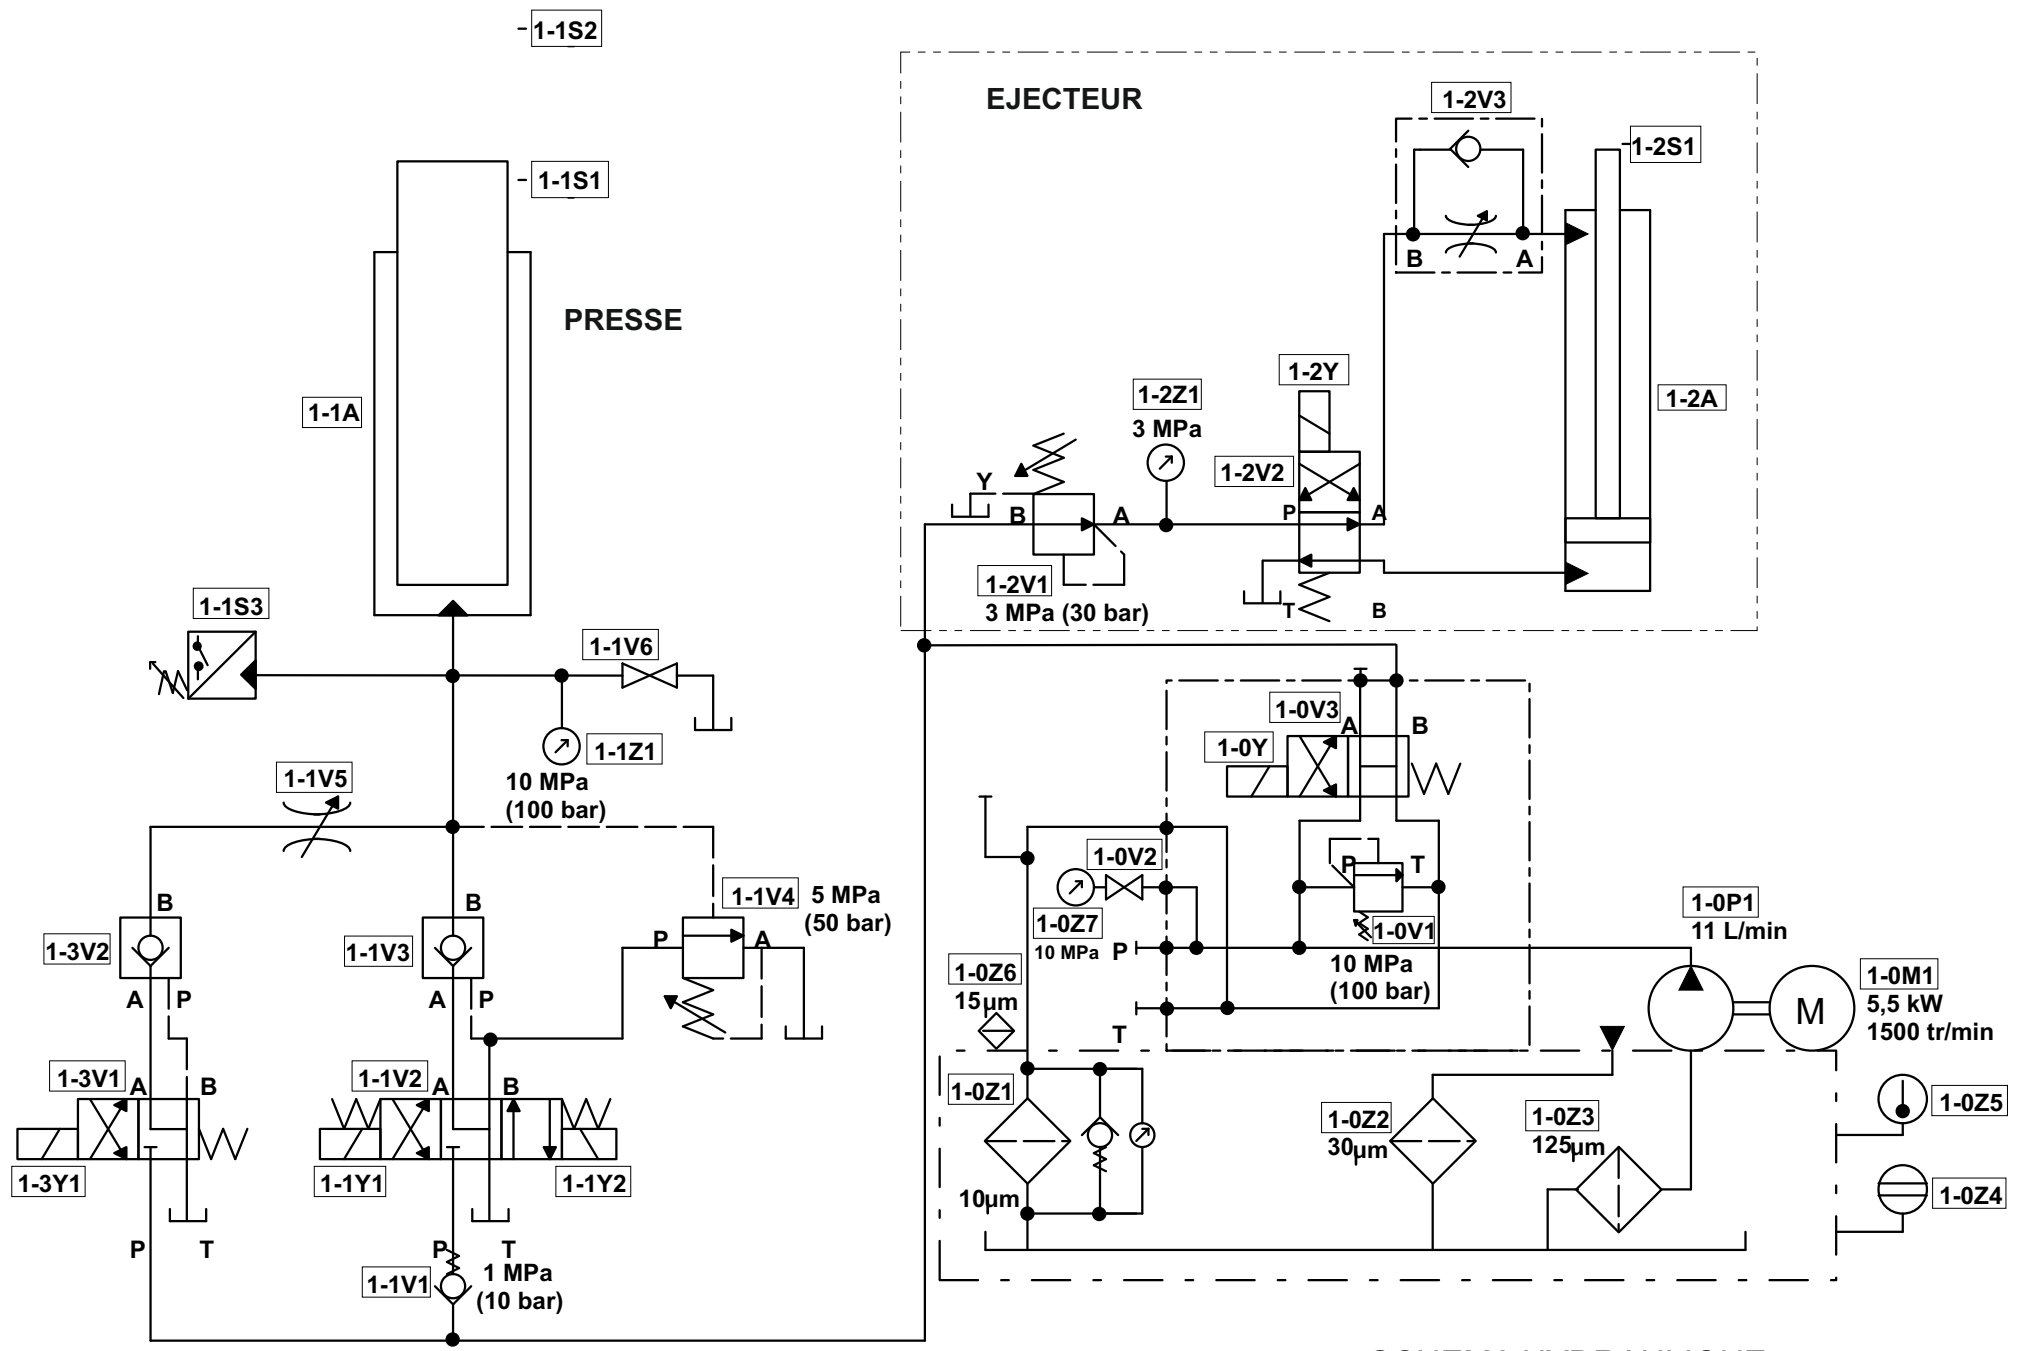 1-1S2
EJECTEUR
1-2V3
1-2S1
1-1S1
PRESSE
B
A
1-2Y
1-2Z1
3 MPa
1-2A
1-1A
1-2V2
Y
B
A
P
A
1-2V1
3 MPa (30 bar)
T
B
1-1S3
1-1V6
1-1Z1
10 MPa
(100 bar)
1-1V5
1-0V3
A
B
1-0Y
1-0V2
P
T
1-0Z7
10 MPa
P
1-0V1
10 MPa
(100 bar)
1-0P1
11 L/min
1-0M1
5,5 kW
1500 tr/min
M
1-1V4
5 MPa
(50 bar)
P
A
B
B
1-3V2
1-1V3
A
P
A
P
1-0Z6
15µm
T
1-3V1
A
B
1-1V2
A
B
1-0Z1
10µm
1-0Z2
30µm
1-0Z3
125µm
1-0Z5
1-0Z4
1-3Y1
1-1Y1
1-1Y2
P
T
P
T
1-1V1
1 MPa
(10 bar)